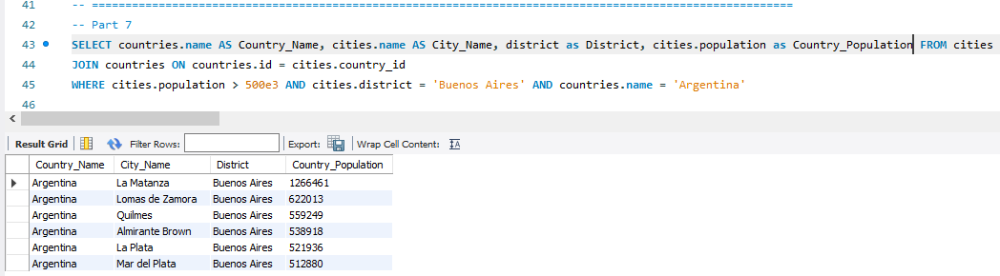 41 -- ==========================================================================================================
42 -- Part 7
43 SELECT countries.name AS Country_Name, cities.name AS City_Name, district as District, cities.population as Country_Population FROM cities
44 JOIN countries ON countries.id = cities.country_id
45 WHERE cities.population > 500e3 AND cities.district = 'Buenos Aires' AND countries.name = 'Argentina'
46
Result Grid Filter Rows: Export: Wrap Cell Content: IA
Country_Name City_Name District Country_Population
Argentina La Matanza Buenos Aires 1266461
Argentina Lomas de Zamora Buenos Aires 622013
Argentina Quilmes Buenos Aires 559249
Argentina Almirante Brown Buenos Aires 538918
Argentina La Plata Buenos Aires 521936
Argentina Mar del Plata Buenos Aires 512880